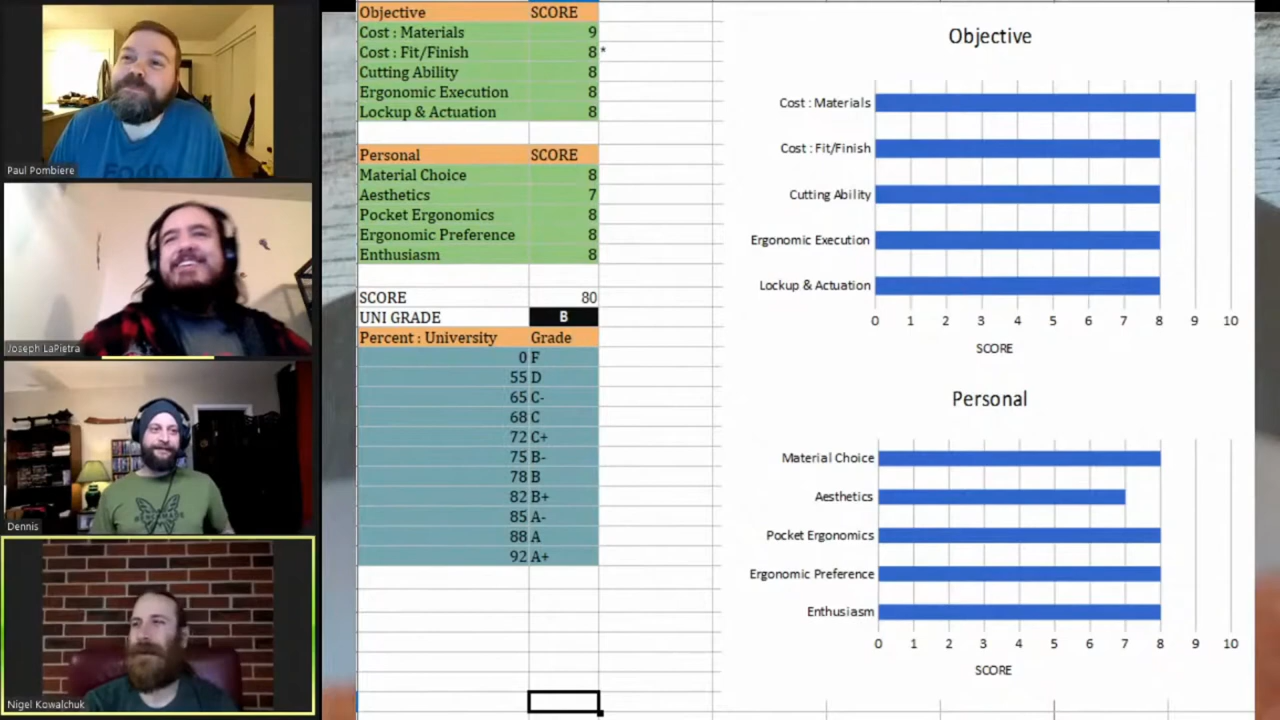 Paul Pombiere
Joseph LaPietra
Dennis
Nigel Kowalchuk
Objective SCORE
Cost : Materials 9
Cost : Fit/Finish 8 *
Cutting Ability 8
Ergonomic Execution 8
Lockup & Actuation 8
Personal SCORE
Material Choice 8
Aesthetics 7
Pocket Ergonomics 8
Ergonomic Preference 8
Enthusiasm 8
SCORE 80
UNI GRADE B
Percent : University Grade
0 F
55 D
65 C-
68 C
72 C+
75 B-
78 B
82 B+
85 A-
88 A
92 A+
Objective
Cost : Materials
Cost : Fit/Finish
Cutting Ability
Ergonomic Execution
Lockup & Actuation
0 1 2 3 4 5 6 7 8 9 10
SCORE
Personal
Material Choice
Aesthetics
Pocket Ergonomics
Ergonomic Preference
Enthusiasm
0 1 2 3 4 5 6 7 8 9 10
SCORE